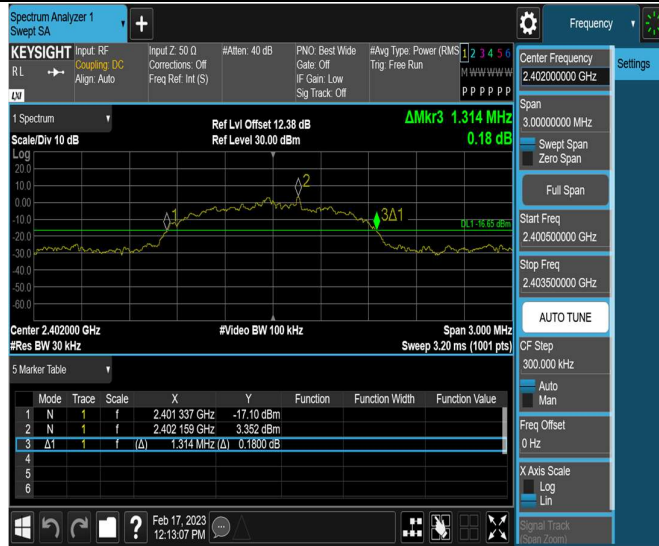 Spectrum Analyzer 1
Swept SA
+
Frequency
KEYSIGHT
RL
LXI
Input: RF
Coupling: DC
Align: Auto
Input Z: 50 Ω
Corrections: Off
Freq Ref: Int (S)
#Atten: 40 dB
PNO: Best Wide
Gate: Off
IF Gain: Low
Sig Track: Off
#Avg Type: Power (RMS
Trig: Free Run
1 2 3 4 5 6
M W W W W W
P P P P P P
1 Spectrum
Scale/Div 10 dB
Ref Lvl Offset 12.38 dB
Ref Level 30.00 dBm
ΔMkr3 1.314 MHz
0.18 dB
Log
20.0
10.0
0.00
-10.0
-20.0
-30.0
-40.0
-50.0
-60.0
1
2
3Δ1
DL1 -16.65 dBm
Center 2.402000 GHz
#Res BW 30 kHz
#Video BW 100 kHz
Span 3.000 MHz
Sweep 3.20 ms (1001 pts)
5 Marker Table
Mode Trace Scale X Y Function Function Width Function Value
1 N 1 f 2.401 337 GHz -17.10 dBm
2 N 1 f 2.402 159 GHz 3.352 dBm
3 Δ1 1 f (Δ) 1.314 MHz (Δ) 0.1800 dB
4
5
6
Feb 17, 2023
12:13:07 PM
?
Center Frequency
2.402000000 GHz
Settings
Span
3.00000000 MHz
Swept Span
Zero Span
Full Span
Start Freq
2.400500000 GHz
Stop Freq
2.403500000 GHz
AUTO TUNE
CF Step
300.000 kHz
Auto
Man
Freq Offset
0 Hz
X Axis Scale
Log
Lin
Signal Track
(Span Zoom)